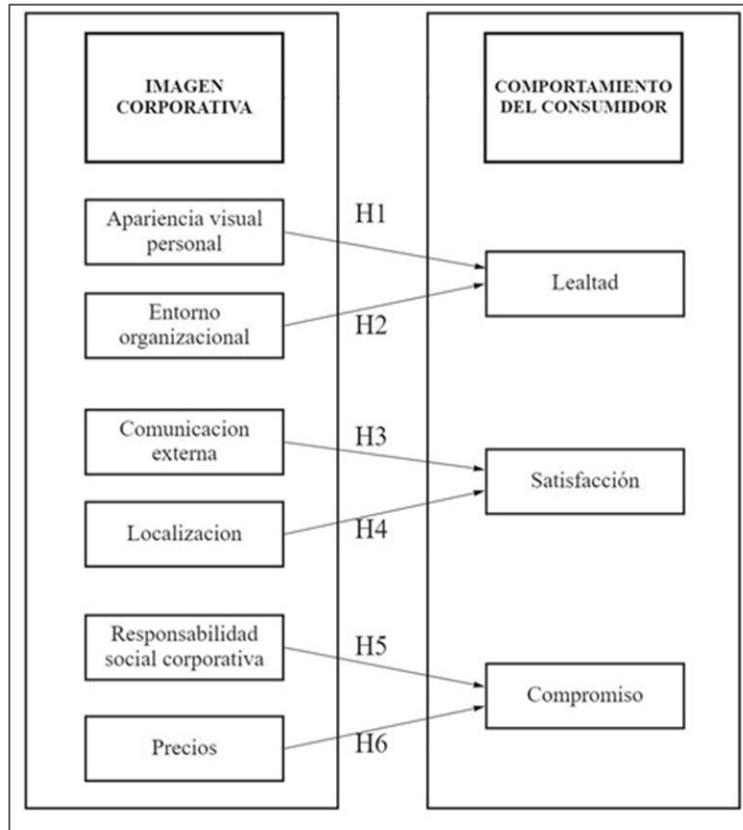 IMAGEN
CORPORATIVA
COMPORTAMIENTO
DEL CONSUMIDOR
Apariencia visual
personal
H1
Lealtad
Entorno
organizacional
H2
Comunicacion
externa
H3
Satisfacción
Localizacion
H4
Responsabilidad
social corporativa
H5
Compromiso
Precios
H6